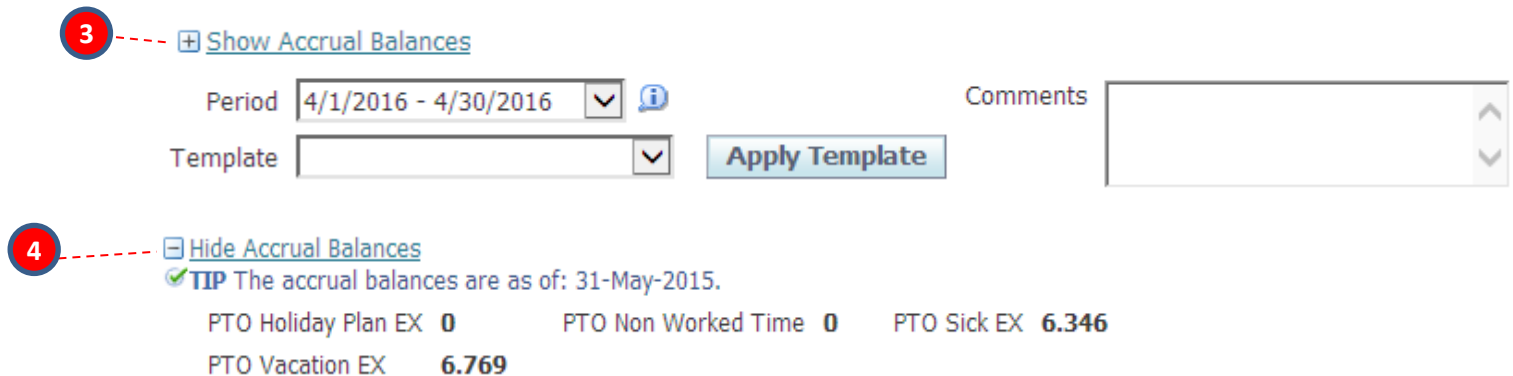 3 Show Accrual Balances
Period 4/1/2016 - 4/30/2016 Comments
Template Apply Template
4 Hide Accrual Balances
TIP The accrual balances are as of: 31-May-2015.
PTO Holiday Plan EX 0 PTO Non Worked Time 0 PTO Sick EX 6.346
PTO Vacation EX 6.769